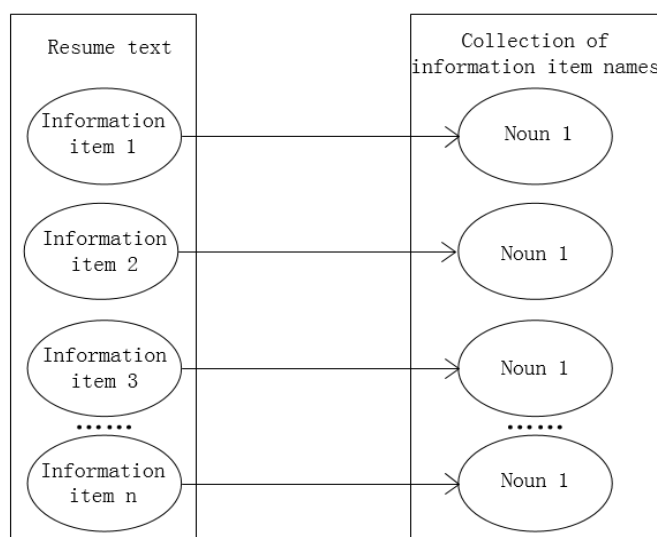 Resume text
Collection of
information item names
Information
item 1
Noun 1
Information
item 2
Noun 1
Information
item 3
Noun 1
……
……
Information
item n
Noun 1